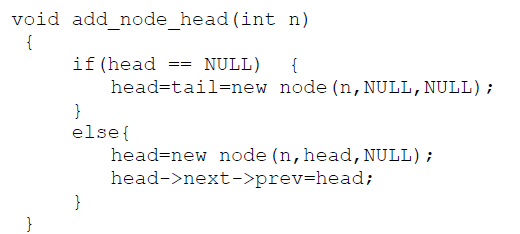 void add_node_head(int n)
{
if(head == NULL) {
head=tail=new node(n,NULL,NULL);
}
else{
head=new node(n,head,NULL);
head->next->prev=head;
}
}